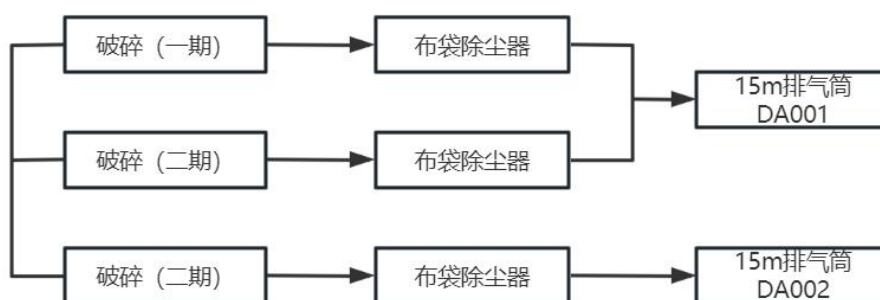 破碎（一期）
布袋除尘器
15m排气筒
DA001
破碎（二期）
布袋除尘器
破碎（二期）
布袋除尘器
15m排气筒
DA002